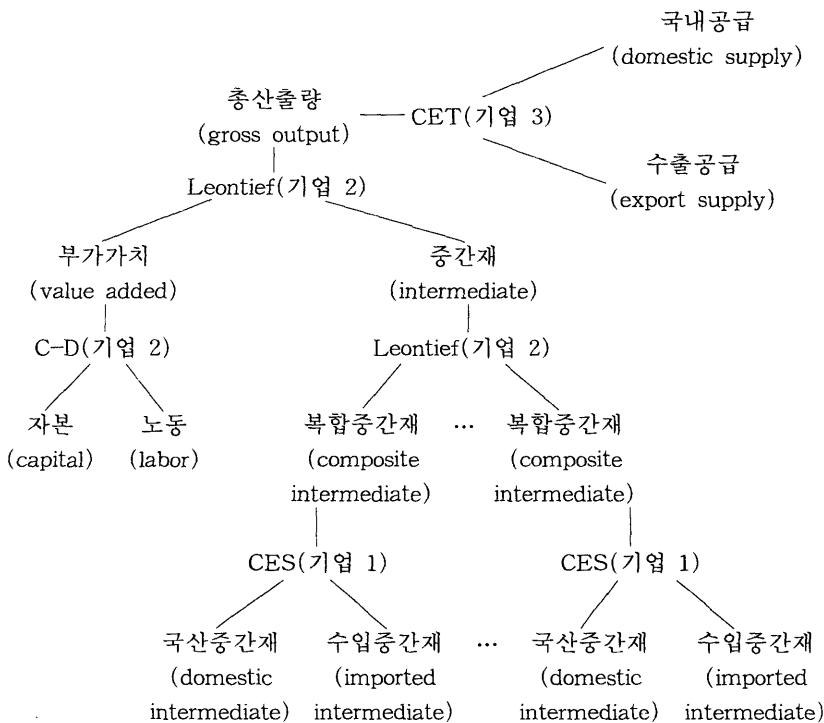 국내공급
(domestic supply)
총산출량
(gross output)
CET(기업 3)
수출공급
(export supply)
Leontief(기업 2)
부가가치
(value added)
중간재
(intermediate)
C-D(기업 2)
Leontief(기업 2)
자본
(capital)
노동
(labor)
복합중간재
(composite
intermediate)
...
복합중간재
(composite
intermediate)
CES(기업 1)
CES(기업 1)
국산중간재
(domestic
intermediate)
수입중간재
(imported
intermediate)
...
국산중간재
(domestic
intermediate)
수입중간재
(imported
intermediate)